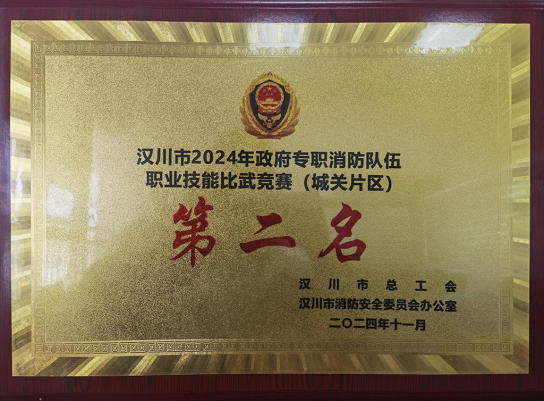 汉川市2024年政府专职消防队伍
职业技能比武竞赛（城关片区）
第二名
汉川市总工会
汉川市消防安全委员会办公室
二〇二四年十一月